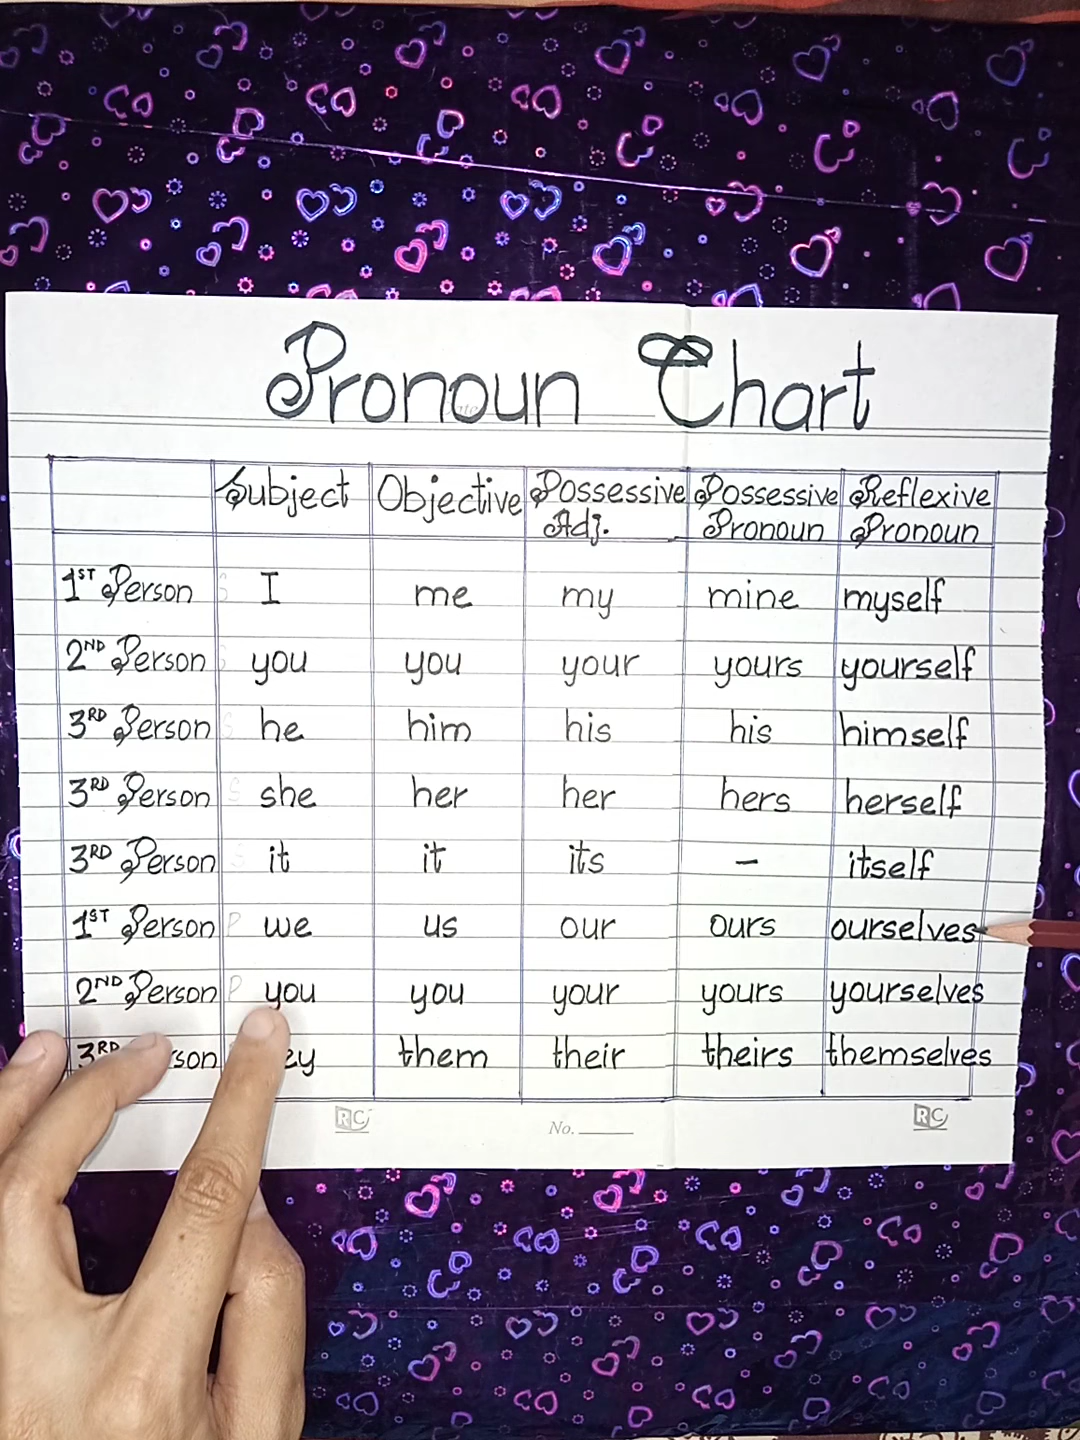 Pronoun Chart
Subject Objective Possessive Adj. Possessive Pronoun Reflexive Pronoun
1ST Person S I me my mine myself
2ND Person S you you your yours yourself
3RD Person S he him his his himself
3RD Person S she her her hers herself
3RD Person S it it its - itself
1ST Person P we us our ours ourselves
2ND Person P you you your yours yourselves
3RD them their theirs themselves
RC No. RC